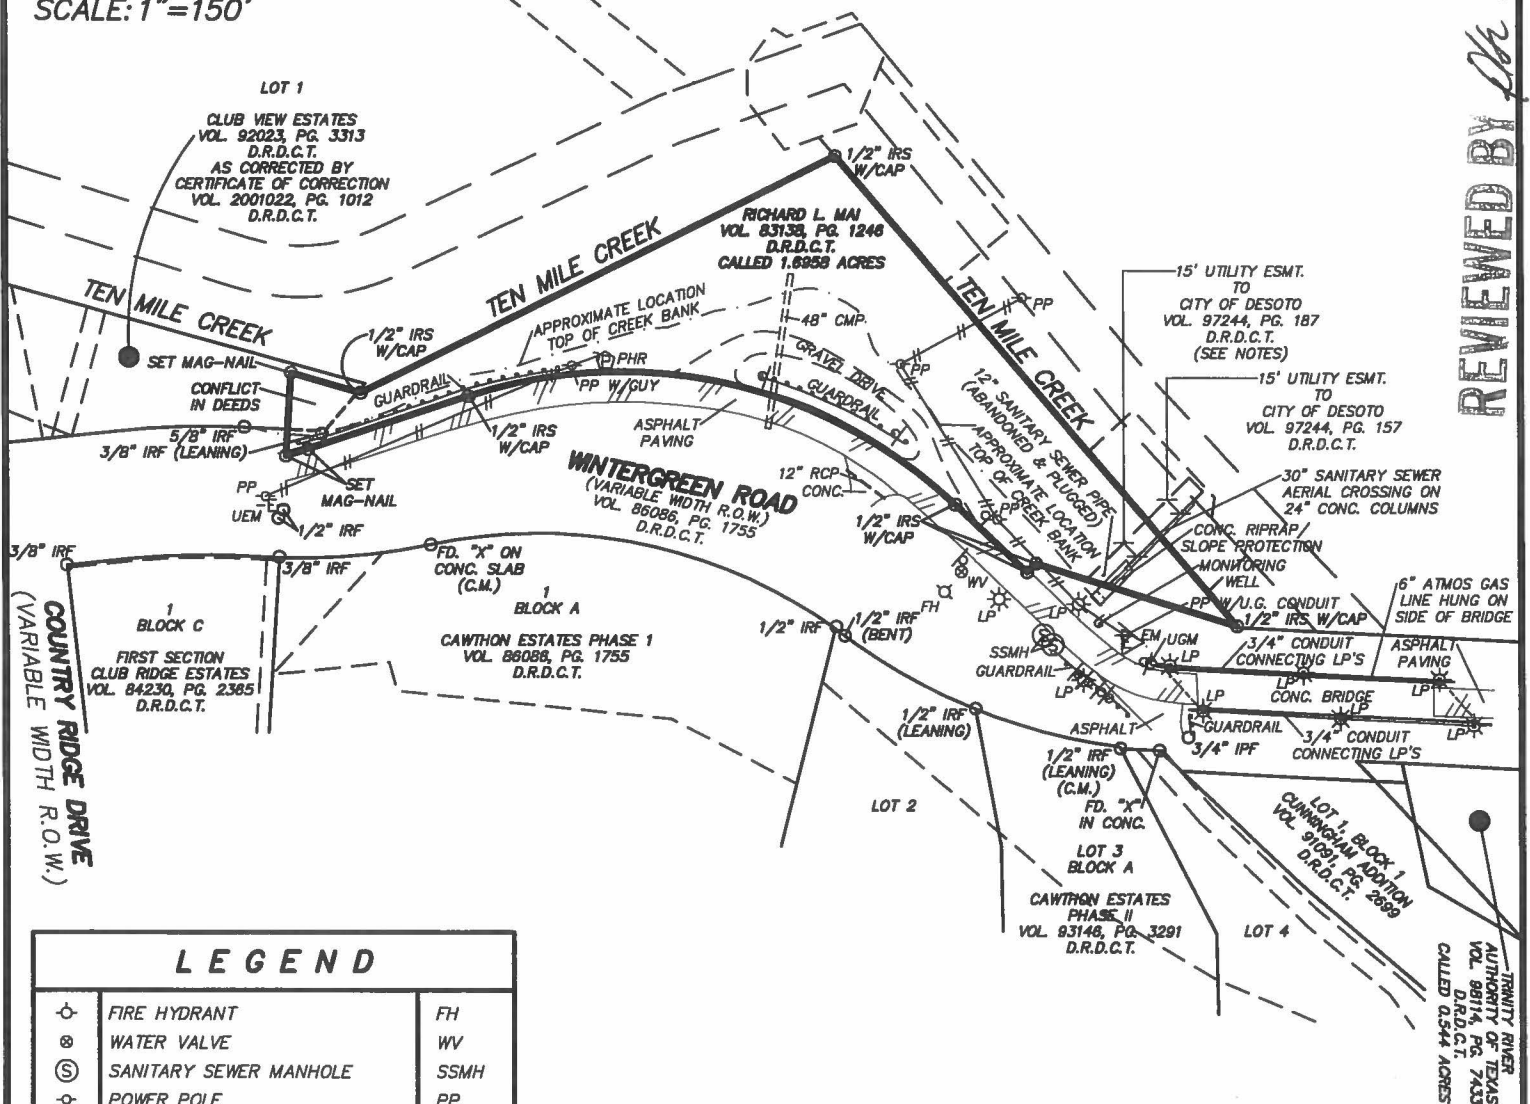 SCALE: 1"=150'
REVIEWED BY
LOT 1
CLUB VIEW ESTATES
VOL. 92023, PG. 3313
D.R.D.C.T.
AS CORRECTED BY
CERTIFICATE OF CORRECTION
VOL. 2001022, PG. 1012
D.R.D.C.T.
TEN MILE CREEK
TEN MILE CREEK
TEN MILE CREEK
1/2" IRS
W/CAP
RICHARD L. MAI
VOL. 83138, PG. 1246
D.R.D.C.T.
CALLED 1.6958 ACRES
APPROXIMATE LOCATION
TOP OF CREEK BANK
48" CMP.
PP
15' UTILITY ESMT.
TO
CITY OF DESOTO
VOL. 97244, PG. 187
D.R.D.C.T.
(SEE NOTES)
1/2" IRS
W/CAP
SET MAG-NAIL
CONFLICT
IN DEEDS
GUARDRAIL
PHR
PP W/GUY
GRAVEL DRIVE
GUARDRAIL
PP
12" SANITARY SEWER PIPE
(ABANDONED & PLUGGED)
APPROXIMATE LOCATION
TOP OF CREEK BANK
15' UTILITY ESMT.
TO
CITY OF DESOTO
VOL. 97244, PG. 157
D.R.D.C.T.
5/8" IRF
3/8" IRF (LEANING)
1/2" IRS
W/CAP
ASPHALT
PAVING
WINTERGREEN ROAD
(VARIABLE WIDTH R.O.W.)
VOL. 86086, PG. 1755
D.R.D.C.T.
12" RCP
CONC.
30" SANITARY SEWER
AERIAL CROSSING ON
24" CONC. COLUMNS
PP
SET
MAG-NAIL
UEM
1/2" IRF
1/2" IRS
W/CAP
PP
CONC. RIPRAP
SLOPE PROTECTION
MONITORING
WELL
3/8" IRF
3/8" IRF
FD. "X" ON
CONC. SLAB
(C.M.)
WV
FH
LP
LP
PP W/U.G. CONDUIT
1/2" IRS W/CAP
6" ATMOS GAS
LINE HUNG ON
SIDE OF BRIDGE
COUNTRY RIDGE DRIVE
(VARIABLE WIDTH R.O.W.)
1
BLOCK C
FIRST SECTION
CLUB RIDGE ESTATES
VOL. 84230, PG. 2365
D.R.D.C.T.
1
BLOCK A
CAWTHON ESTATES PHASE 1
VOL. 86086, PG. 1755
D.R.D.C.T.
1/2" IRF
1/2" IRF
(BENT)
SSMH
GUARDRAIL
EM
UGM
LP
3/4" CONDUIT
CONNECTING LP'S
ASPHALT
PAVING
LP
LP
CONC. BRIDGE
LP
LP
LP
LP
GUARDRAIL
3/4" CONDUIT
CONNECTING LP'S
1/2" IRF
(LEANING)
ASPHALT
3/4" IPF
1/2" IRF
(LEANING)
(C.M.)
FD. "X"
IN CONC.
LOT 2
LOT 3
BLOCK A
CAWTHON ESTATES
PHASE II
VOL. 93146, PG. 3291
D.R.D.C.T.
LOT 4
LOT 1, BLOCK 1
CUNNINGHAM ADDITION
VOL. 91091, PG. 2699
D.R.D.C.T.
TRINITY RIVER
AUTHORITY OF TEXAS
VOL. 98114, PG. 7433
D.R.D.C.T.
CALLED 0.544 ACRES
LEGEND
FIRE HYDRANT FH
WATER VALVE WV
S SANITARY SEWER MANHOLE SSMH
POWER POLE PP